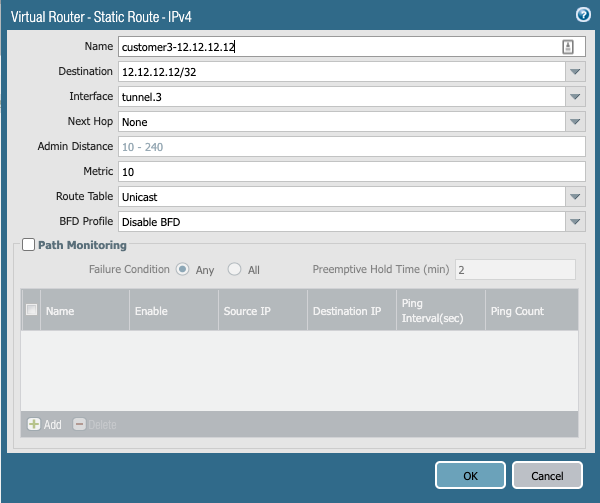 Virtual Router - Static Route - IPv4
Name customer3-12.12.12.12
Destination 12.12.12.12/32
Interface tunnel.3
Next Hop None
Admin Distance 10 - 240
Metric 10
Route Table Unicast
BFD Profile Disable BFD
Path Monitoring
Failure Condition Any All Preemptive Hold Time (min) 2
Name Enable Source IP Destination IP Ping Interval(sec) Ping Count
Add Delete
OK Cancel